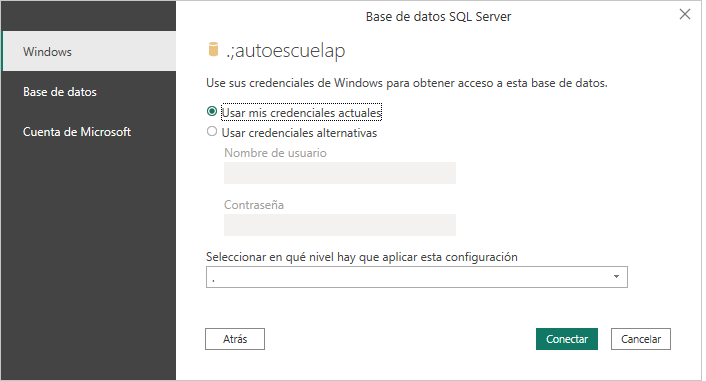 Base de datos SQL Server
Windows
Base de datos
Cuenta de Microsoft
.;autoescuelap
Use sus credenciales de Windows para obtener acceso a esta base de datos.
Usar mis credenciales actuales
Usar credenciales alternativas
Nombre de usuario
Contraseña
Seleccionar en qué nivel hay que aplicar esta configuración
.
Atrás
Conectar
Cancelar